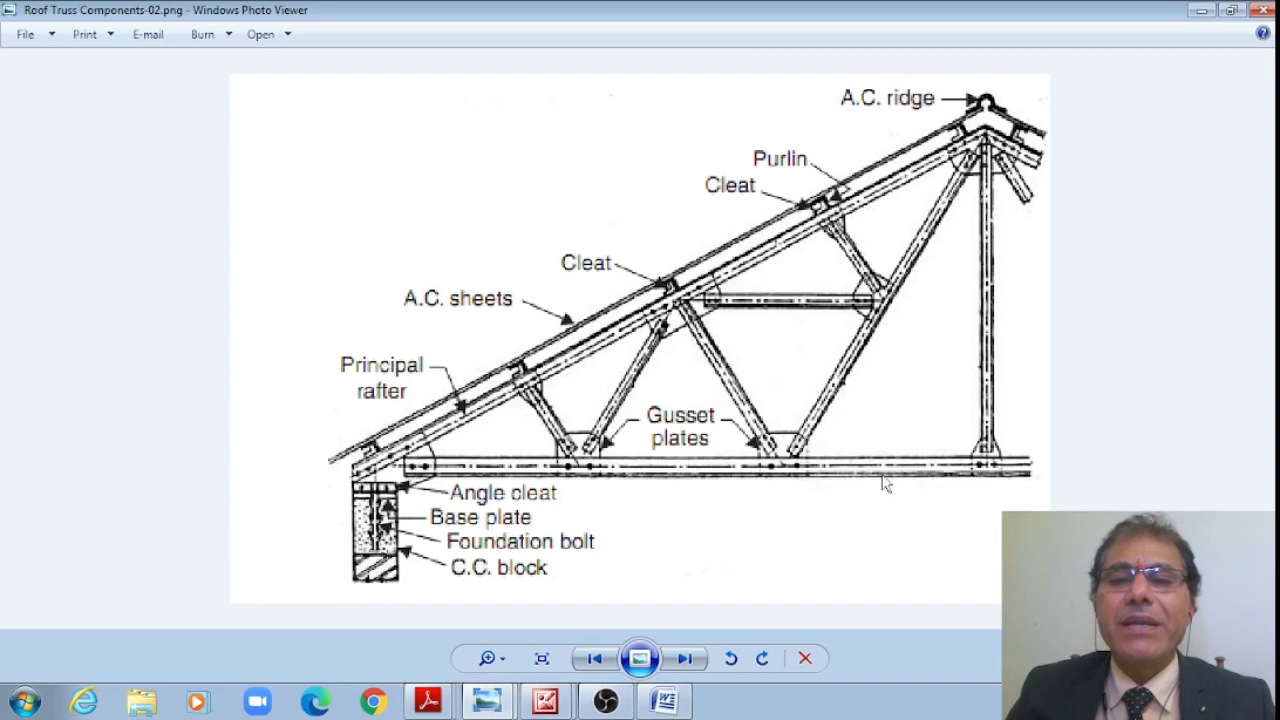 Roof Truss Components-02.png - Windows Photo Viewer
File Print E-mail Burn Open
A.C. ridge
Purlin
Cleat
Cleat
A.C. sheets
Principal
rafter
Gusset
plates
Angle cleat
Base plate
Foundation bolt
C.C. block